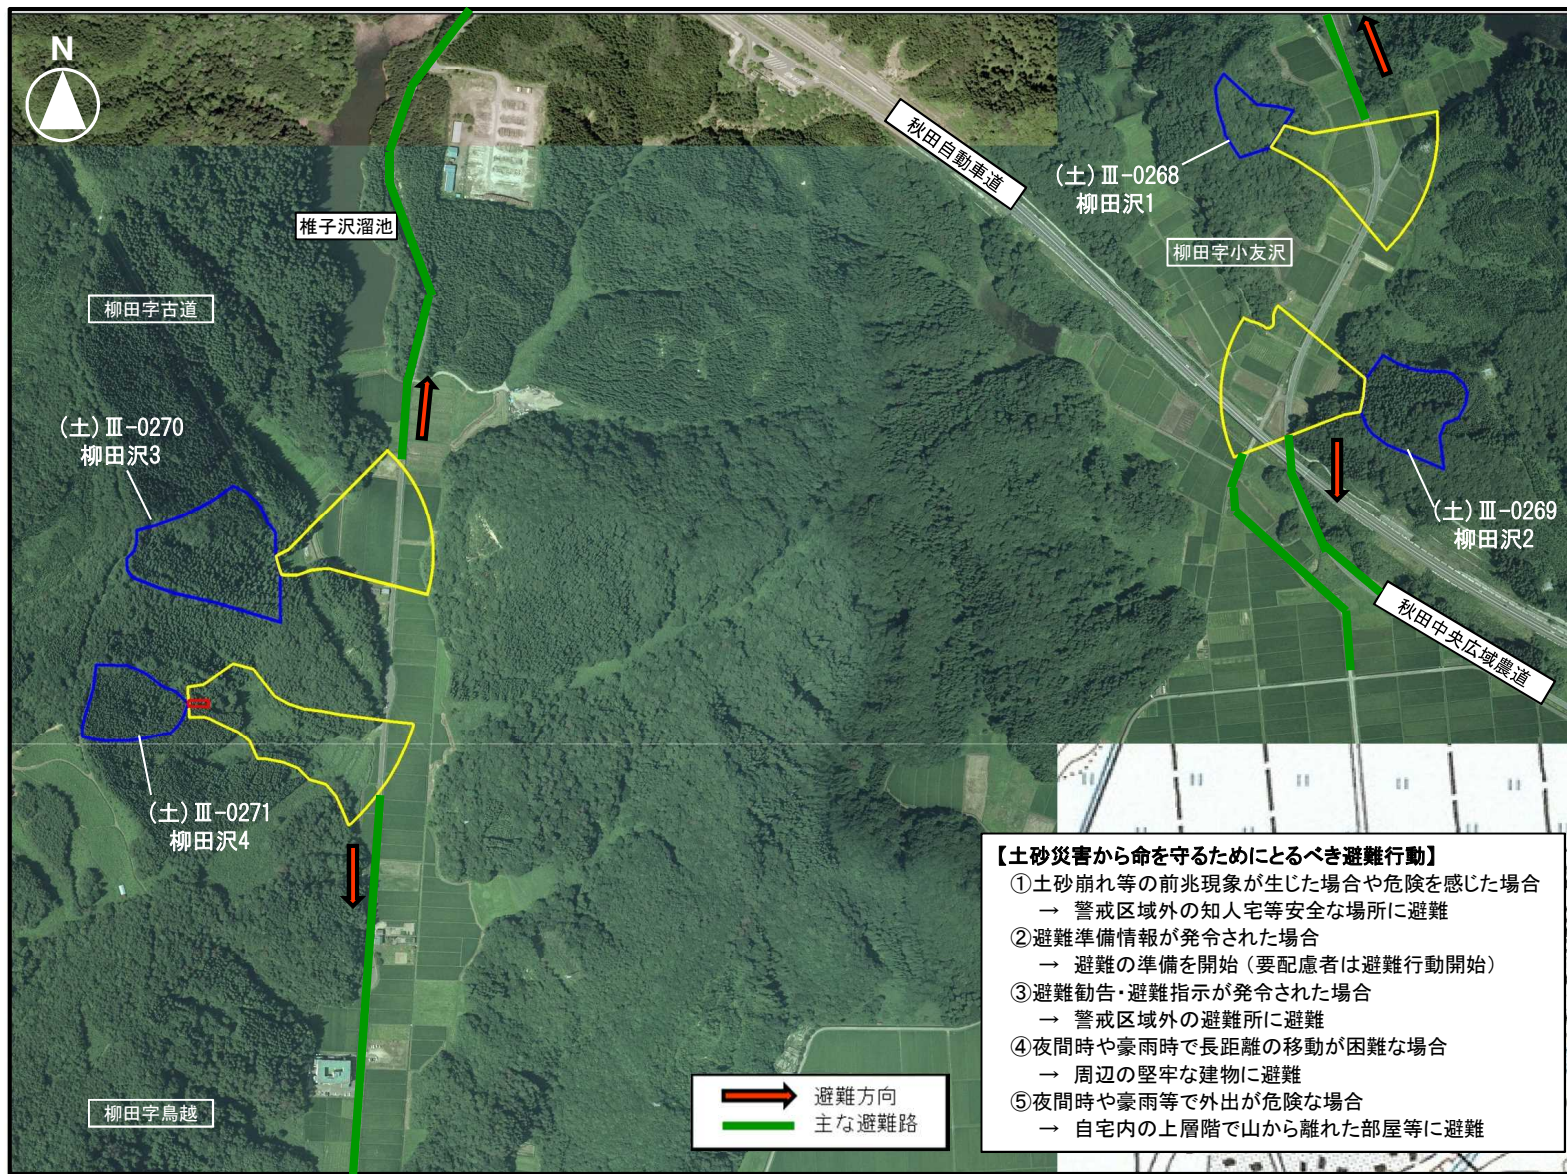 N
秋田自動車道
(土)Ⅲ-0268
柳田沢1
椎子沢溜池
柳田字小友沢
柳田字古道
(土)Ⅲ-0270
柳田沢3
(土)Ⅲ-0269
柳田沢2
秋田中央広域農道
(土)Ⅲ-0271
柳田沢4
【土砂災害から命を守るためにとるべき避難行動】
①土砂崩れ等の前兆現象が生じた場合や危険を感じた場合
→ 警戒区域外の知人宅等安全な場所に避難
②避難準備情報が発令された場合
→ 避難の準備を開始（要配慮者は避難行動開始）
③避難勧告・避難指示が発令された場合
→ 警戒区域外の避難所に避難
④夜間時や豪雨時で長距離の移動が困難な場合
→ 周辺の堅牢な建物に避難
⑤夜間時や豪雨等で外出が危険な場合
→ 自宅内の上層階で山から離れた部屋等に避難
避難方向
主な避難路
柳田字鳥越